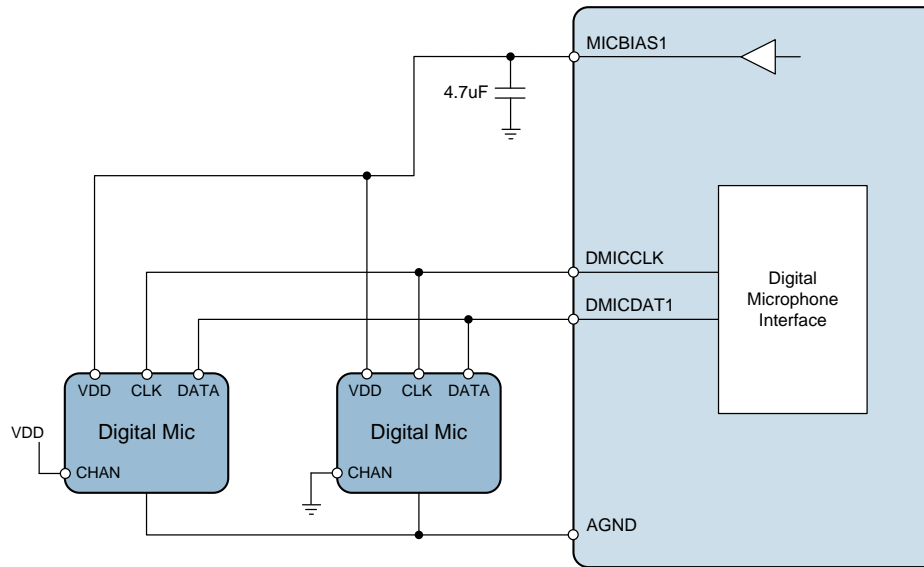 MICBIAS1
4.7uF
DMICCLK
DMICDAT1
Digital
Microphone
Interface
VDD CLK DATA
Digital Mic
VDD
CHAN
VDD CLK DATA
Digital Mic
CHAN
AGND